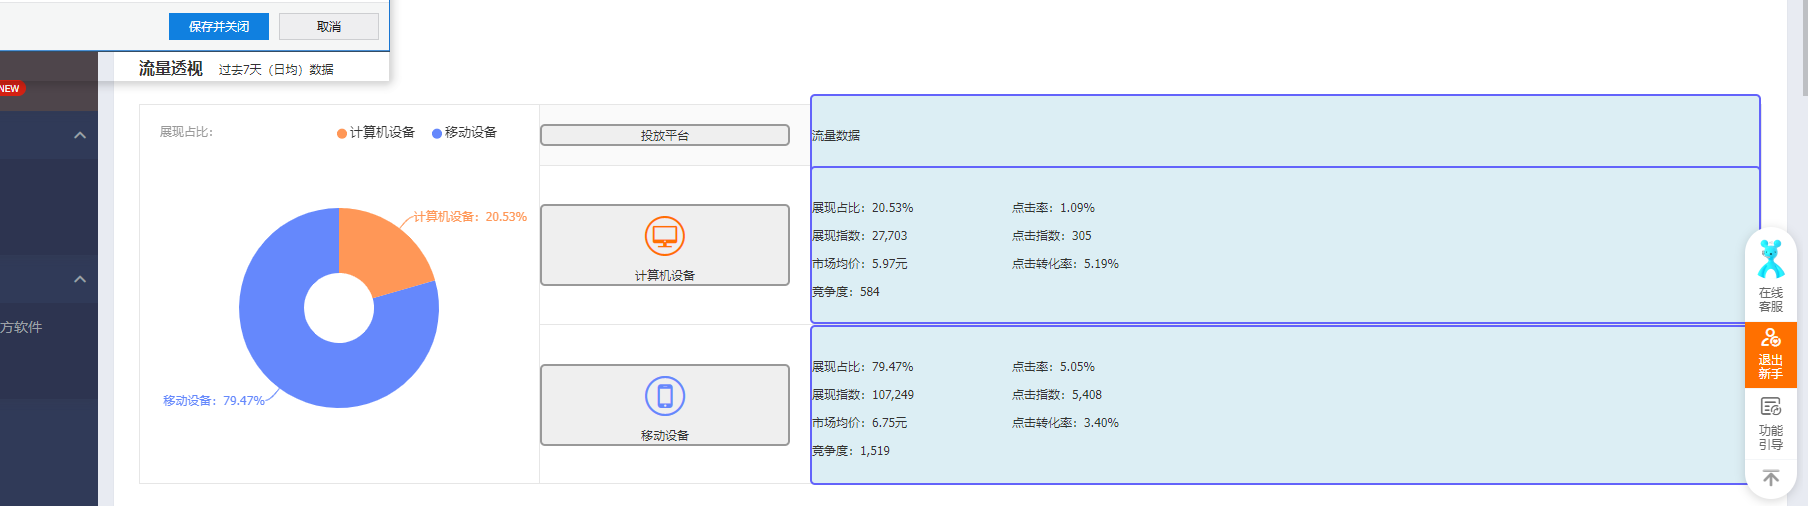 保存并关闭 取消
流量透视 过去7天（日均）数据
NEW
展现占比： 计算机设备 移动设备
投放平台
流量数据
计算机设备：20.53%
移动设备：79.47%
计算机设备
展现占比：20.53% 点击率：1.09%
展现指数：27,703 点击指数：305
市场均价：5.97元 点击转化率：5.19%
竞争度：584
移动设备
展现占比：79.47% 点击率：5.05%
展现指数：107,249 点击指数：5,408
市场均价：6.75元 点击转化率：3.40%
竞争度：1,519
方软件
在线
客服
退出
新手
功能
引导